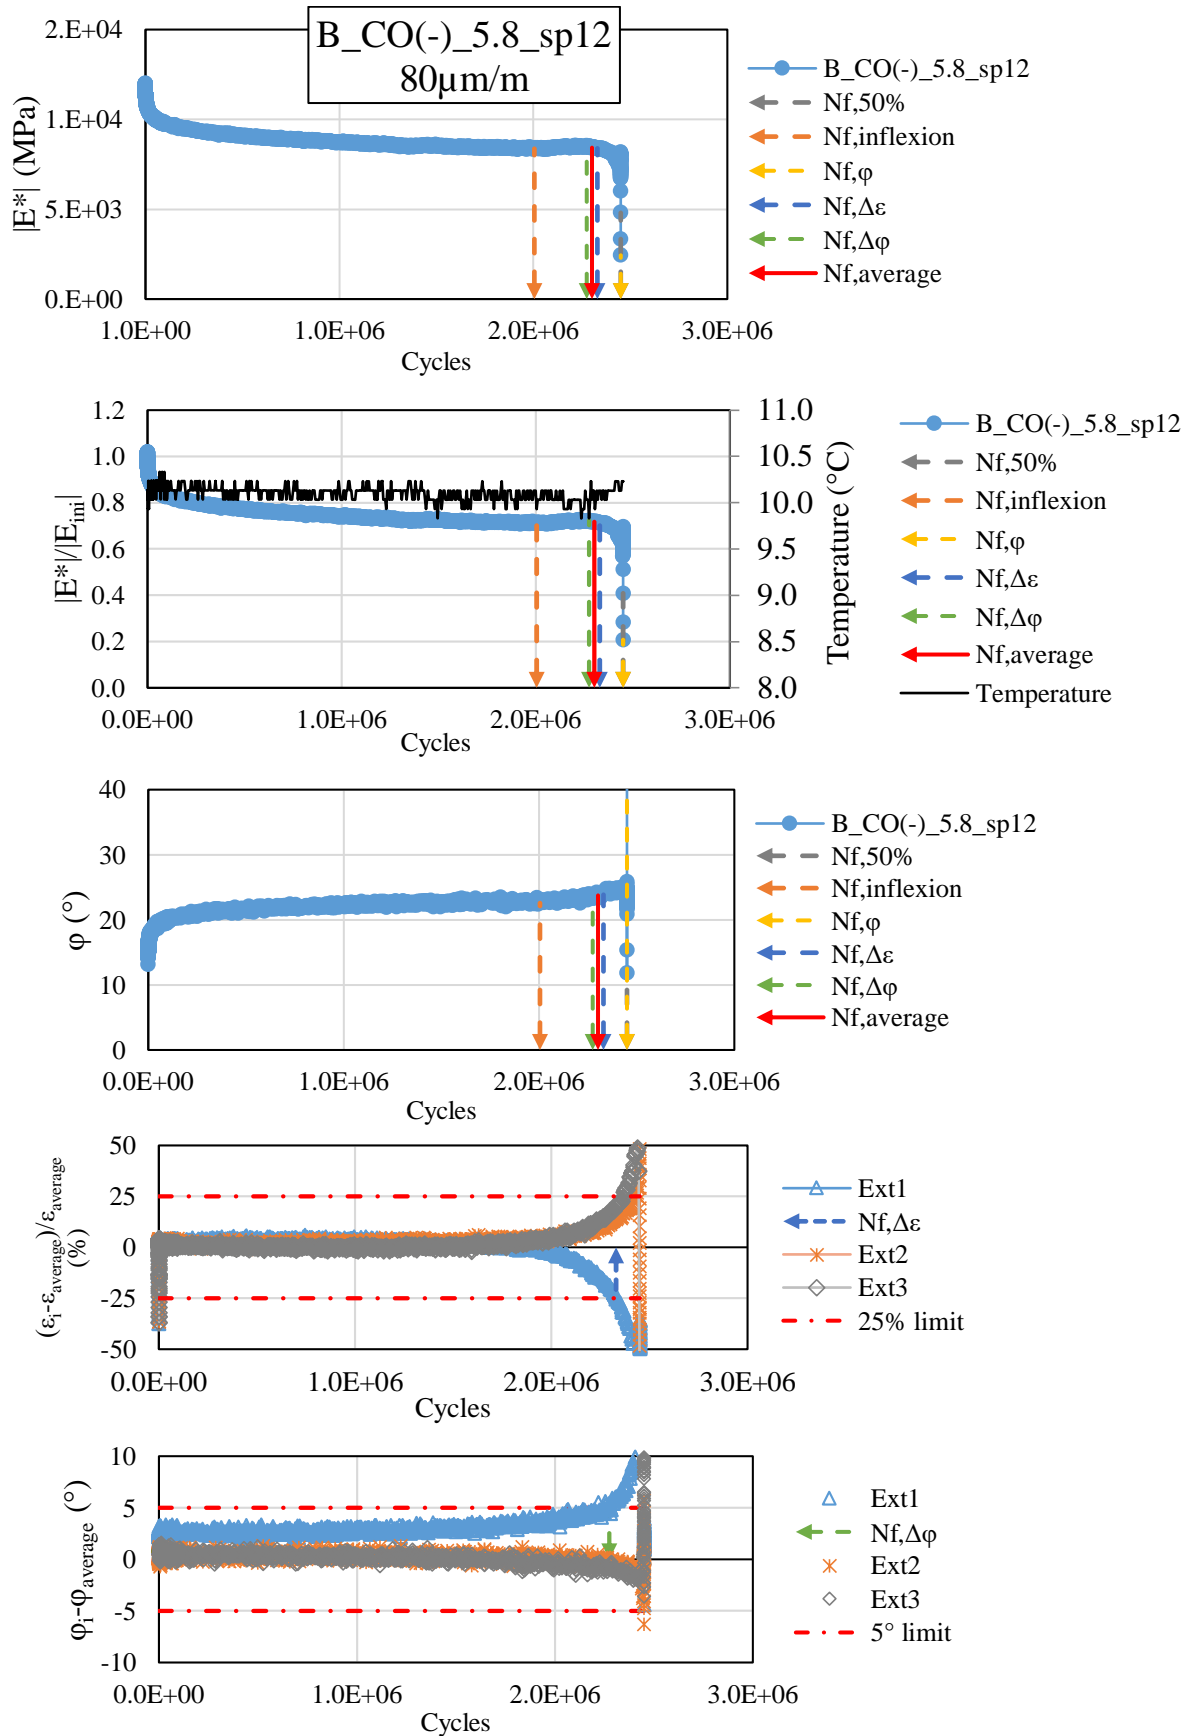 B_CO(-)_5.8_sp12
80µm/m
|E*| (MPa)
2.E+04
1.E+04
5.E+03
0.E+00
1.0E+00
1.0E+06
2.0E+06
3.0E+06
Cycles
B_CO(-)_5.8_sp12
Nf,50%
Nf,inflexion
Nf,φ
Nf,Δε
Nf,Δφ
Nf,average
|E*|/|E_ini|
1.2
1.0
0.8
0.6
0.4
0.2
0.0
0.0E+00
1.0E+06
2.0E+06
3.0E+06
Cycles
11.0
10.5
10.0
9.5
9.0
8.5
8.0
Temperature (°C)
B_CO(-)_5.8_sp12
Nf,50%
Nf,inflexion
Nf,φ
Nf,Δε
Nf,Δφ
Nf,average
Temperature
φ (°)
40
30
20
10
0
0.0E+00
1.0E+06
2.0E+06
3.0E+06
Cycles
B_CO(-)_5.8_sp12
Nf,50%
Nf,inflexion
Nf,φ
Nf,Δε
Nf,Δφ
Nf,average
(ε_i-ε_average)/ε_average
(%)
50
25
0
-25
-50
0.0E+00
1.0E+06
2.0E+06
3.0E+06
Cycles
Ext1
Nf,Δε
Ext2
Ext3
25% limit
φ_i-φ_average (°)
10
5
0
-5
-10
0.0E+00
1.0E+06
2.0E+06
3.0E+06
Cycles
Ext1
Nf,Δφ
Ext2
Ext3
5° limit